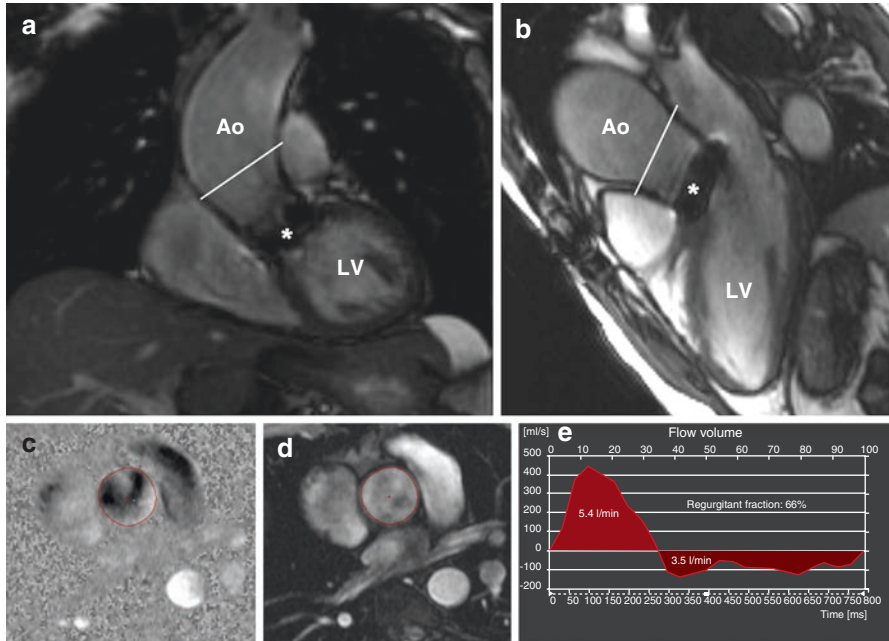 a
Ao
*
LV
b
Ao
*
LV
c
d
e
Flow volume
[ml/s]
0 10 20 30 40 50 60 70 80 90 100
500
400
300
200
100
0
-100
-200
5.4 l/min
Regurgitant fraction: 66%
3.5 l/min
0 50 100 150 200 250 300 350 400 450 500 550 600 650 700 750 800
Time [ms]